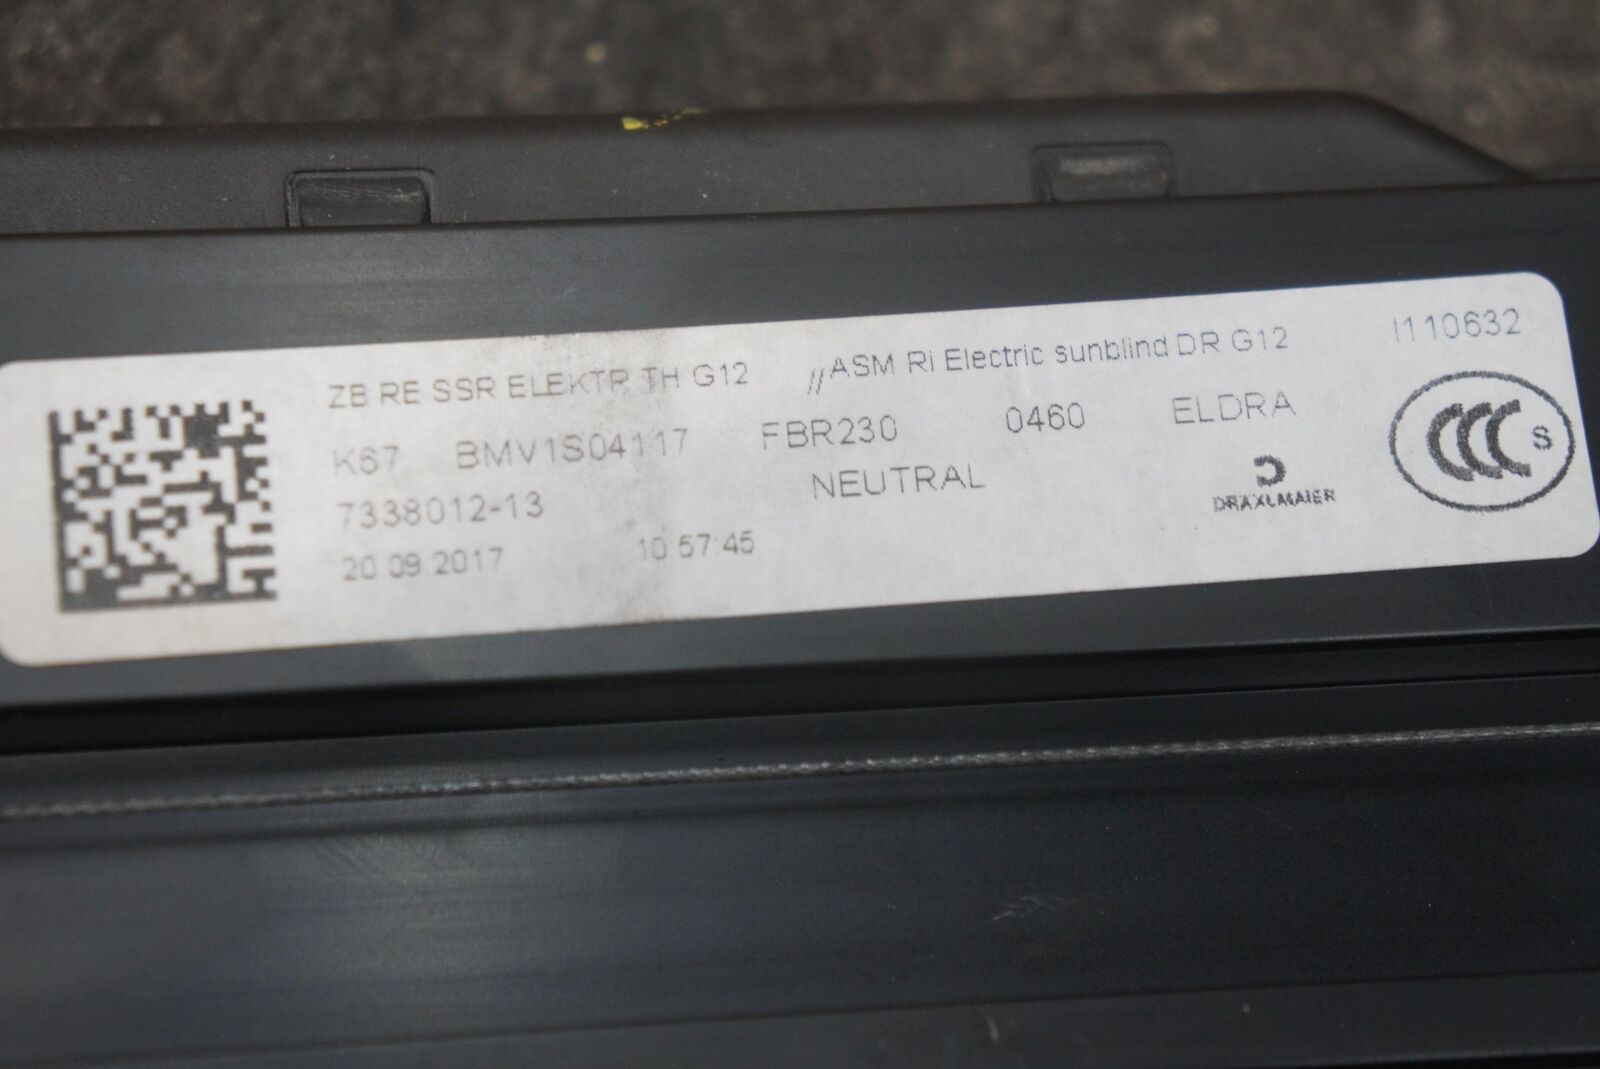 ZB RE SSR ELEKTR TH G12 //ASM Ri Electric sunblind DR G12 I110632
K67 BMV1S04117 FBR230 0460 ELDRA
7338012-13 NEUTRAL
20.09.2017 10:57:45
DRÄXLMAIER
CCC S